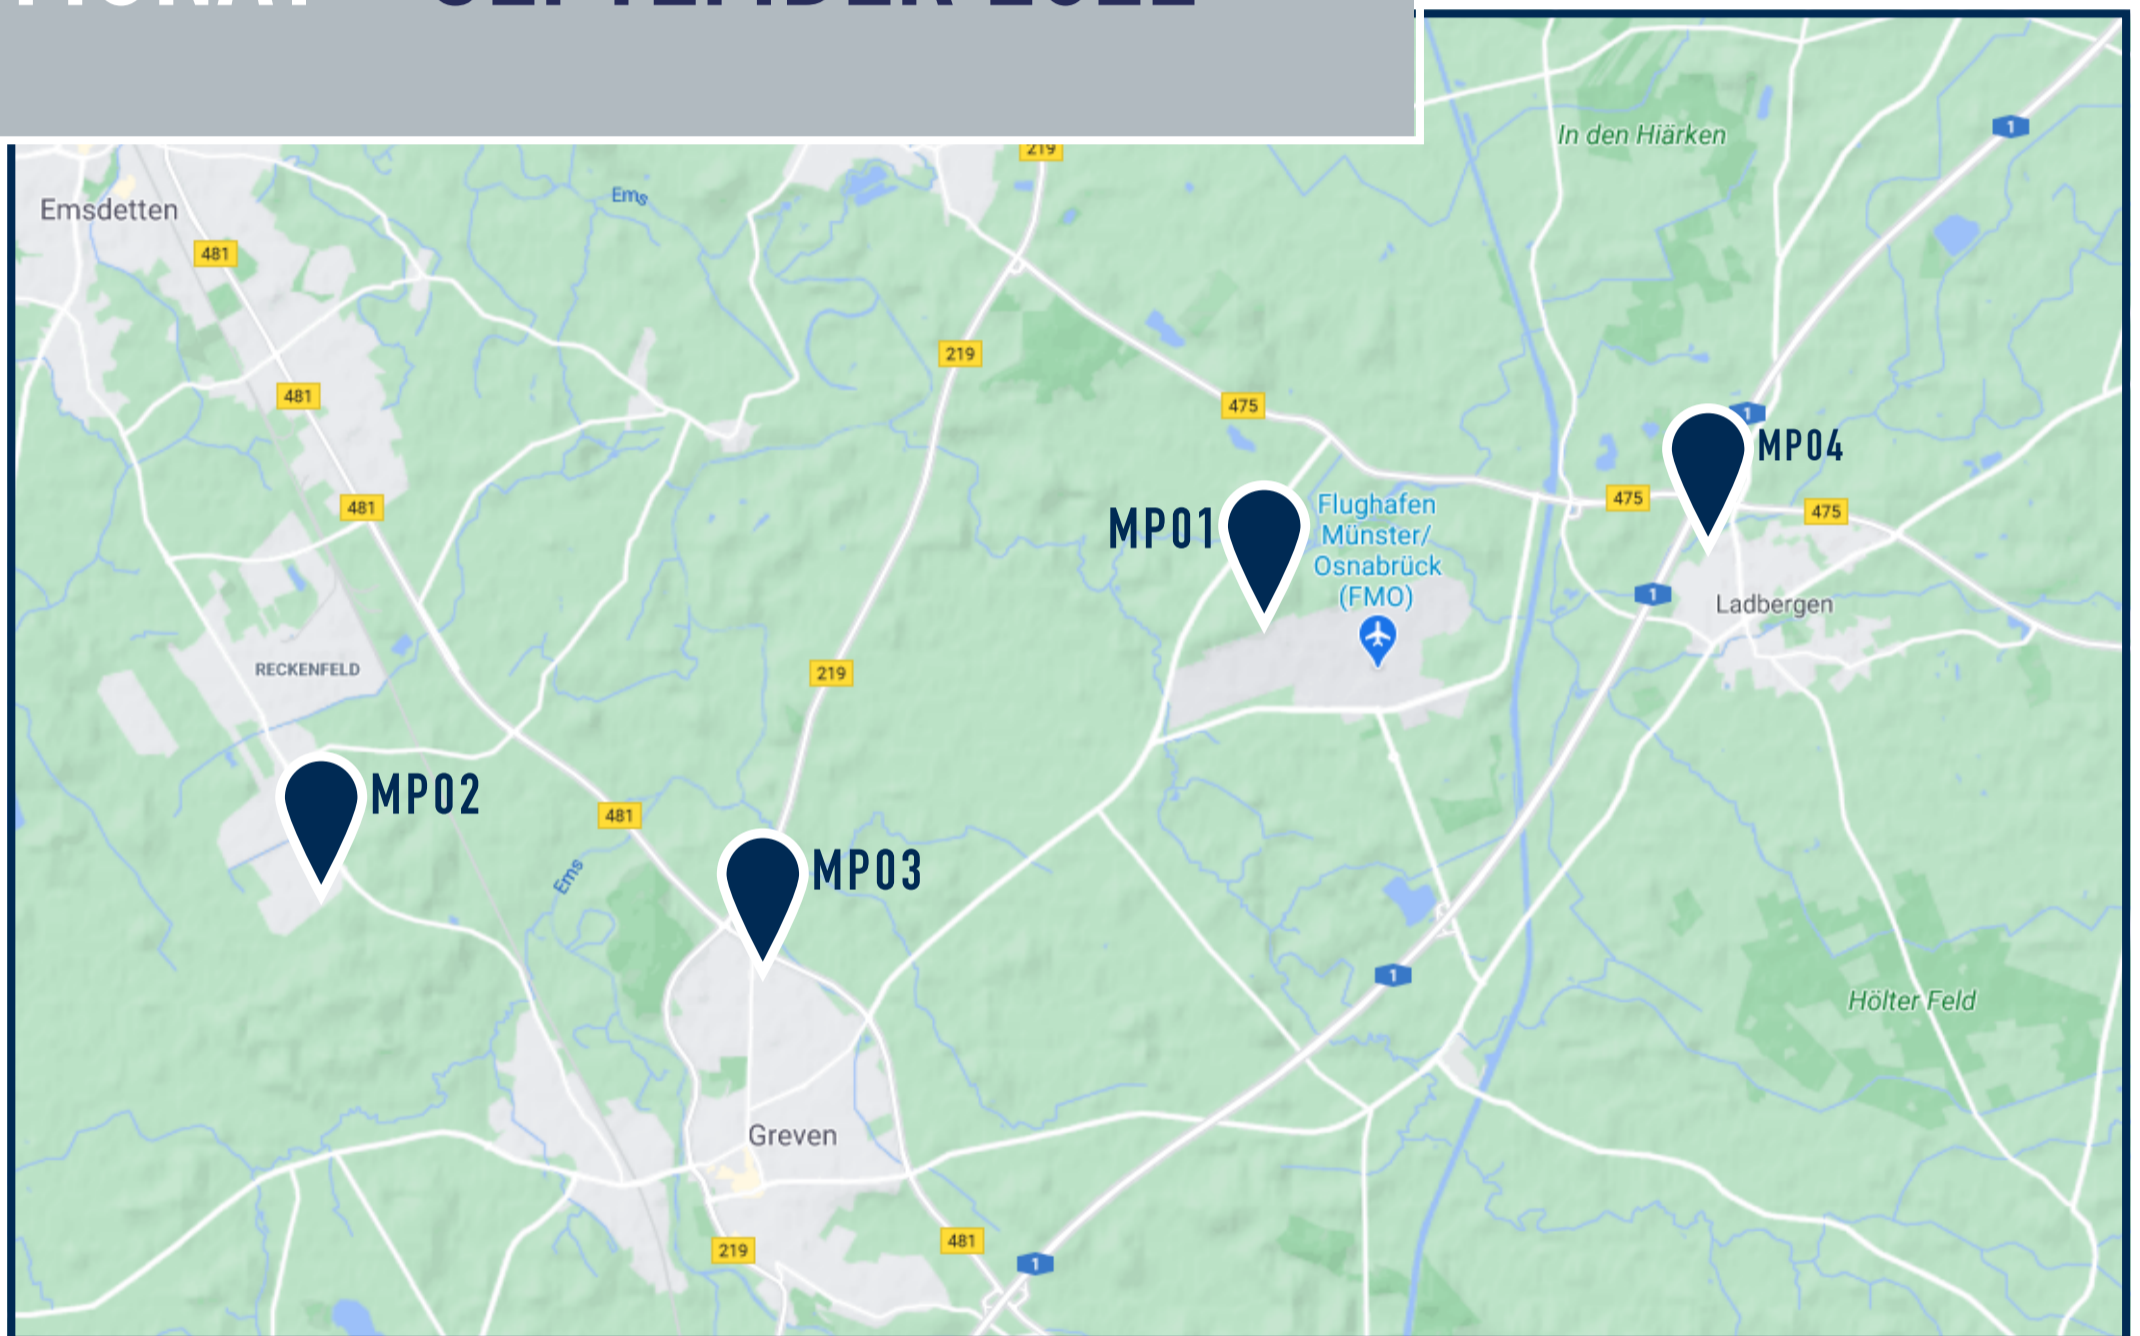 219
In den Hiärken
1
Ems
Emsdetten
481
219
481
475
1
MP04
481
475
475
MP01
Flughafen
Münster/
Osnabrück
(FMO)
1
Ladbergen
RECKENFELD
219
MP02
481
MP03
Ems
1
Hölter Feld
Greven
219
481
1